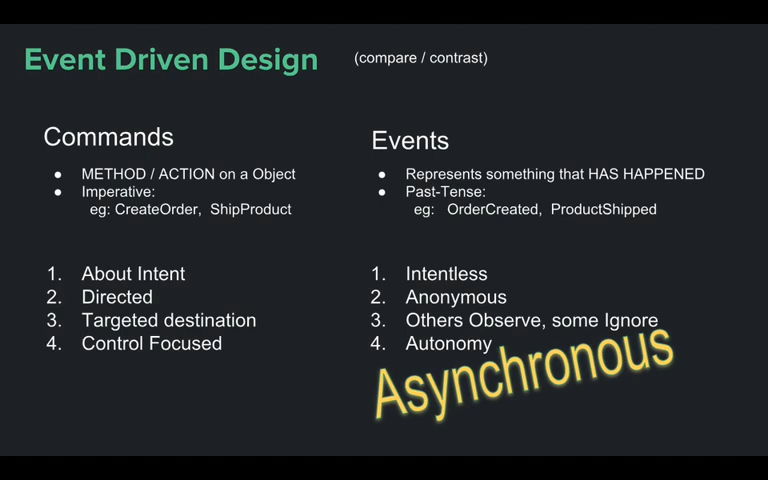 Event Driven Design (compare / contrast)
Commands
● METHOD / ACTION on a Object
● Imperative:
eg: CreateOrder, ShipProduct
1. About Intent
2. Directed
3. Targeted destination
4. Control Focused
Events
● Represents something that HAS HAPPENED
● Past-Tense:
eg: OrderCreated, ProductShipped
1. Intentless
2. Anonymous
3. Others Observe, some Ignore
4. Autonomy
Asynchronous